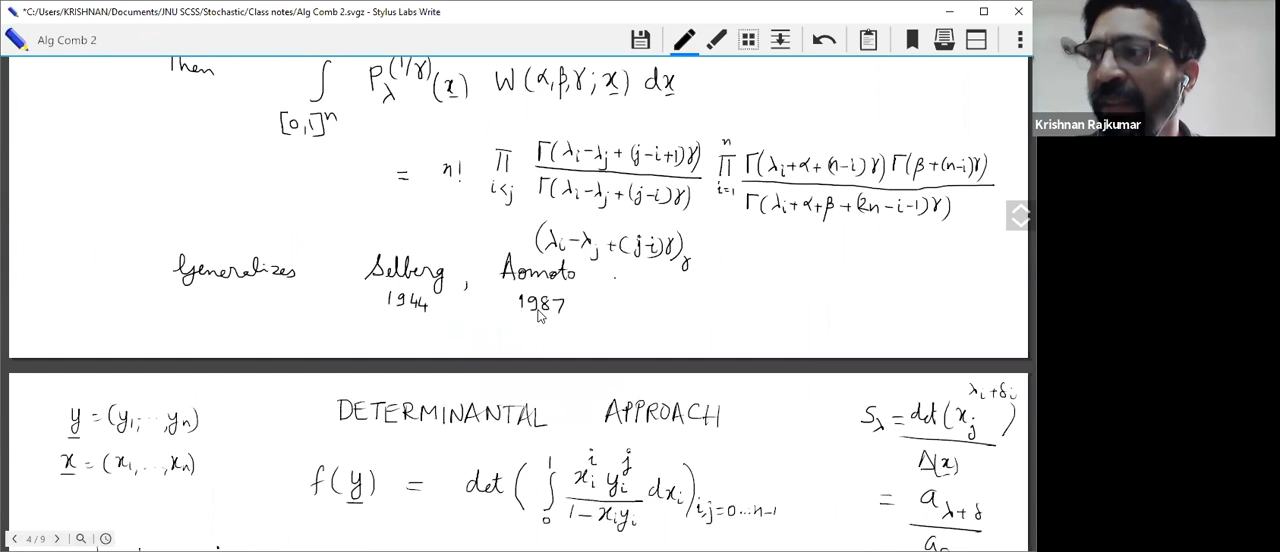 *C:/Users/KRISHNAN/Documents/JNU SCSS/Stochastic/Class notes/Alg Comb 2.svgz - Stylus Labs Write
Alg Comb 2
Then ∫_{[0,1]^n} P_λ^{(1/γ)}(x) W(α,β,γ; x) dx
= n! ∏_{i<j} Γ(λ_i-λ_j+(j-i+1)γ) / Γ(λ_i-λ_j+(j-i)γ) ∏_{i=1}^{n} Γ(λ_i+α+(n-i)γ) Γ(β+(n-i)γ) / Γ(λ_i+α+β+(2n-i-1)γ)
(λ_i-λ_j+(j-i)γ)_γ
Generalizes Selberg, Aomoto.
1944 1987
Krishnan Rajkumar
y = (y_1, ..., y_n) DETERMINANTAL APPROACH S_λ = det(x_j^{λ_i+δ_i}) / Δ(x)
x = (x_1, ..., x_n)
f(y) = det(∫_0^1 x_i^i y_i^j / 1-x_i y_i dx_i)_{i,j=0...n-1} = a_{λ+δ}
4/9